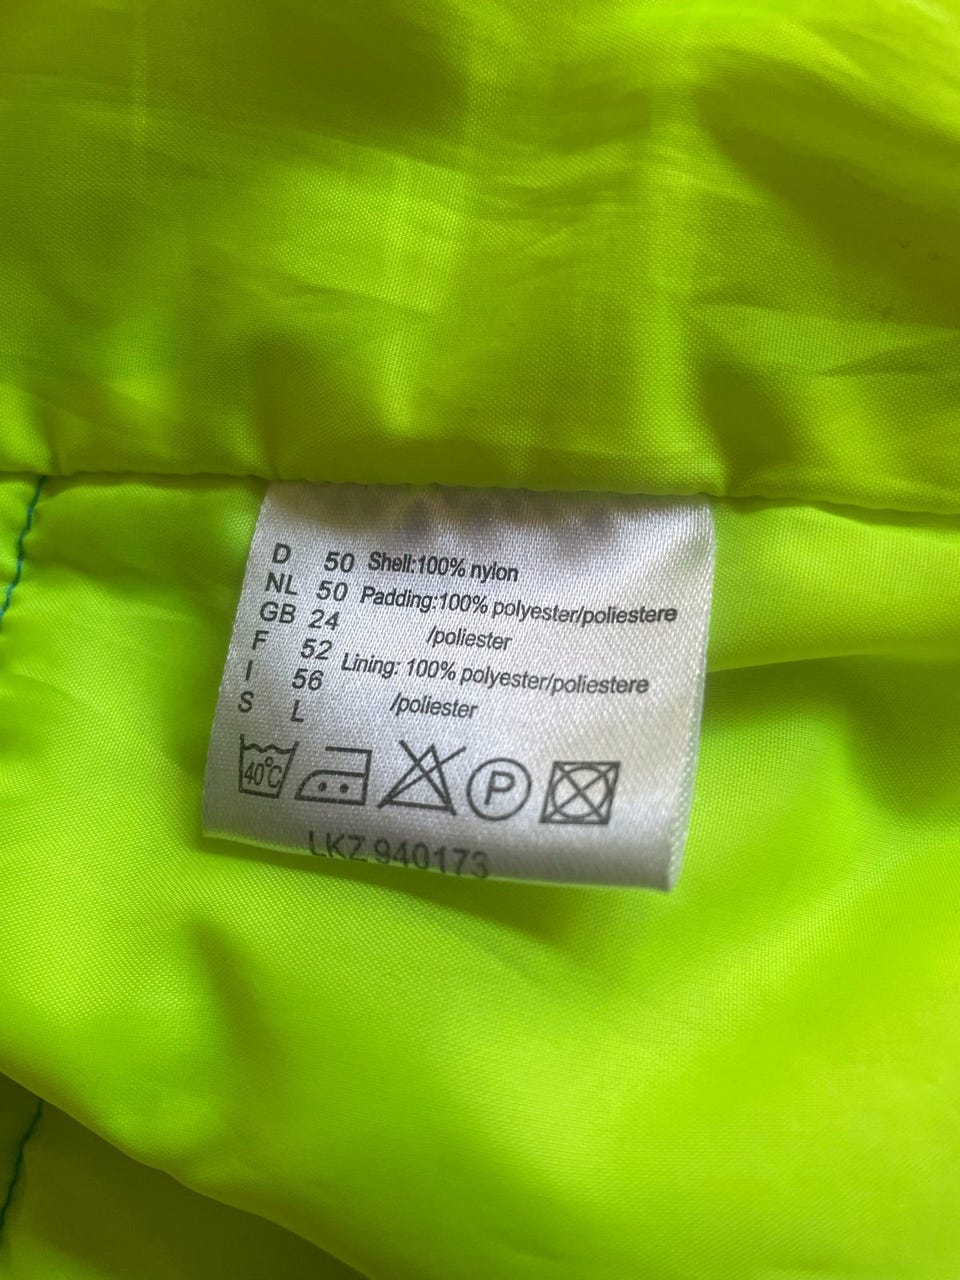 D 50 Shell:100% nylon
NL 50 Padding:100% polyester/poliestere
GB 24 /poliester
F 52 Lining: 100% polyester/poliestere
I 56 /poliester
S L
40°C P
LKZ 940173